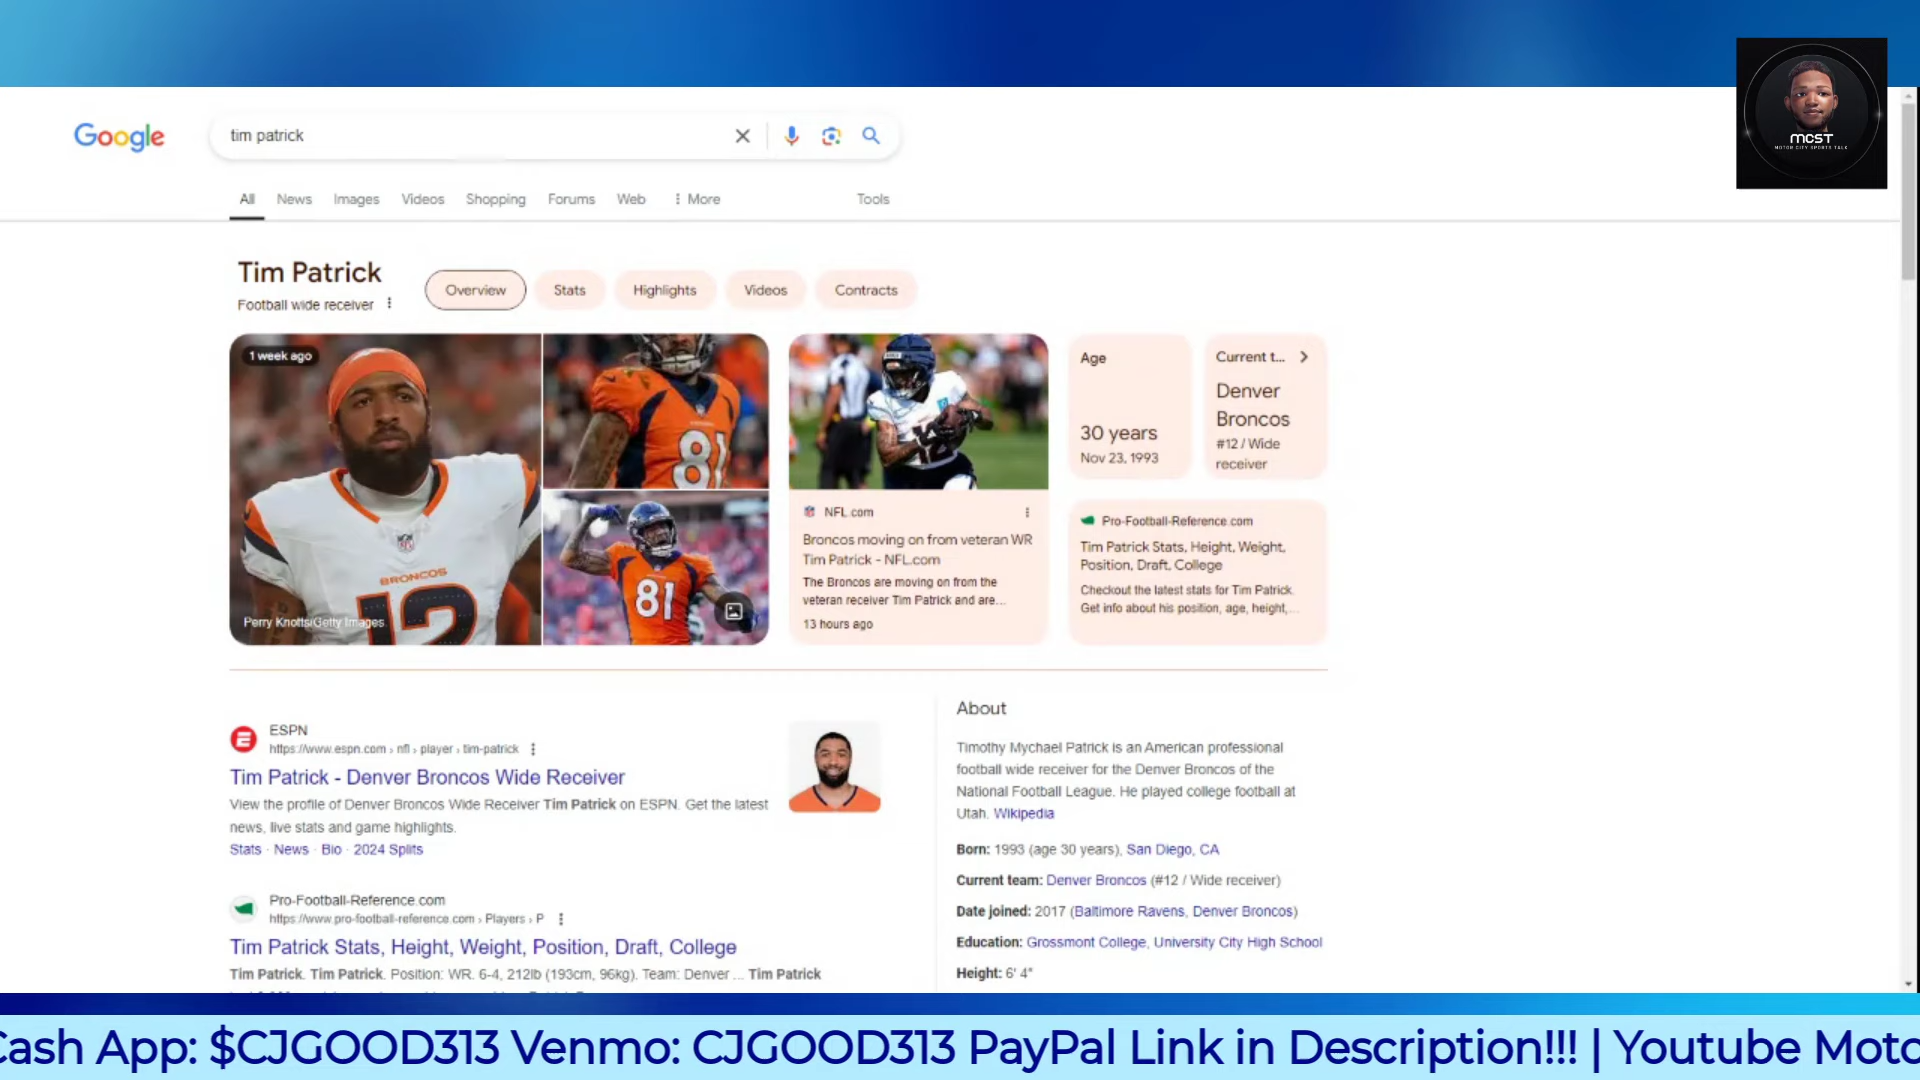 MCST
MOTOR CITY SPORTS TALK
Google
tim patrick
All News Images Videos Shopping Forums Web More Tools
Tim Patrick
Football wide receiver
Overview Stats Highlights Videos Contracts
1 week ago
BRONCOS
12
Perry Knotts/Getty Images
81
81
NFL.com
Broncos moving on from veteran WR
Tim Patrick - NFL.com
The Broncos are moving on from the
veteran receiver Tim Patrick and are...
13 hours ago
Age
30 years
Nov 23, 1993
Current t...
Denver
Broncos
#12 / Wide
receiver
Pro-Football-Reference.com
Tim Patrick Stats, Height, Weight,
Position, Draft, College
Checkout the latest stats for Tim Patrick.
Get info about his position, age, height,...
ESPN
https://www.espn.com › nfl › player › tim-patrick
Tim Patrick - Denver Broncos Wide Receiver
View the profile of Denver Broncos Wide Receiver Tim Patrick on ESPN. Get the latest
news, live stats and game highlights.
Stats · News · Bio · 2024 Splits
Pro-Football-Reference.com
https://www.pro-football-reference.com › Players › P
Tim Patrick Stats, Height, Weight, Position, Draft, College
Tim Patrick. Tim Patrick. Position: WR. 6-4, 212lb (193cm, 96kg). Team: Denver ... Tim Patrick
About
Timothy Mychael Patrick is an American professional
football wide receiver for the Denver Broncos of the
National Football League. He played college football at
Utah. Wikipedia
Born: 1993 (age 30 years), San Diego, CA
Current team: Denver Broncos (#12 / Wide receiver)
Date joined: 2017 (Baltimore Ravens, Denver Broncos)
Education: Grossmont College, University City High School
Height: 6' 4"
Cash App: $CJGOOD313 Venmo: CJGOOD313 PayPal Link in Description!!! | Youtube Moto